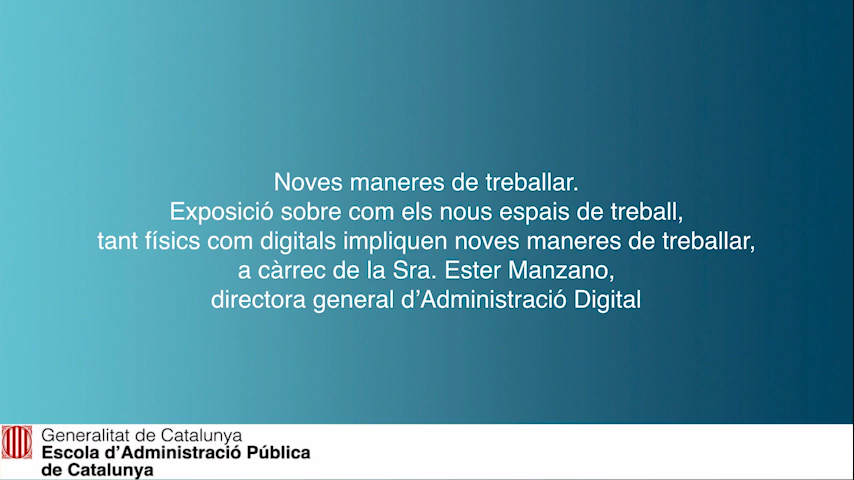 Noves maneres de treballar.
Exposició sobre com els nous espais de treball,
tant físics com digitals impliquen noves maneres de treballar,
a càrrec de la Sra. Ester Manzano,
directora general d’Administració Digital
Generalitat de Catalunya
Escola d’Administració Pública
de Catalunya